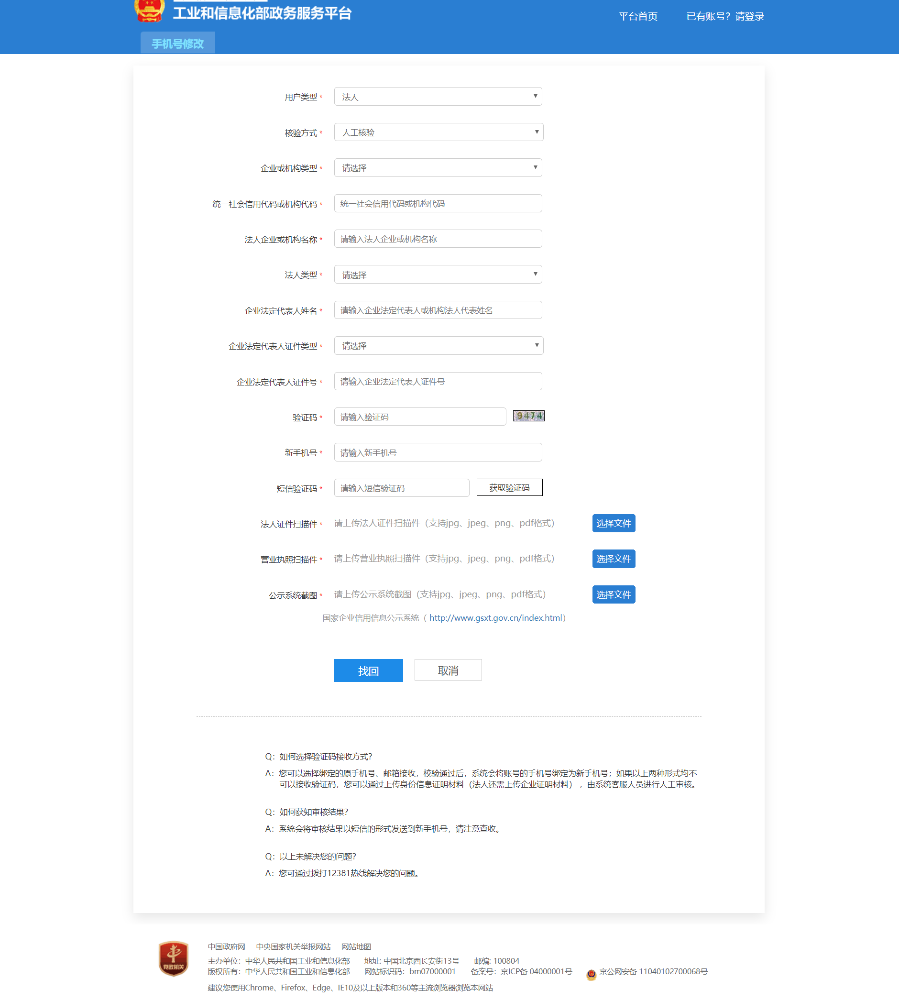 工业和信息化部政务服务平台
平台首页 已有账号？请登录
手机号修改
用户类型 * 法人
核验方式 * 人工核验
企业或机构类型 * 请选择
统一社会信用代码或机构代码 * 统一社会信用代码或机构代码
法人企业或机构名称 * 请输入法人企业或机构名称
法人类型 * 请选择
企业法定代表人姓名 * 请输入企业法定代表人或机构法人代表姓名
企业法定代表人证件类型 * 请选择
企业法定代表人证件号 * 请输入企业法定代表人证件号
验证码 * 请输入验证码 9474
新手机号 * 请输入新手机号
短信验证码 * 请输入短信验证码 获取验证码
法人证件扫描件 * 请上传法人证件扫描件（支持jpg、jpeg、png、pdf格式） 选择文件
营业执照扫描件 * 请上传营业执照扫描件（支持jpg、jpeg、png、pdf格式） 选择文件
公示系统截图 * 请上传公示系统截图（支持jpg、jpeg、png、pdf格式） 选择文件
国家企业信用信息公示系统（ http://www.gsxt.gov.cn/index.html）
找回 取消
Q：如何选择验证码接收方式？
A：您可以选择绑定的原手机号、邮箱接收，校验通过后，系统会将账号的手机号绑定为新手机号；如果以上两种形式均不
可以接收验证码，您可以通过上传身份信息证明材料（法人还需上传企业证明材料），由系统客服人员进行人工审核。
Q：如何获知审核结果？
A：系统会将审核结果以短信的形式发送到新手机号，请注意查收。
Q：以上未解决您的问题？
A：您可通过拨打12381热线解决您的问题。
党政机关
中国政府网 中央国家机关举报网站 网站地图
主办单位：中华人民共和国工业和信息化部 地址: 中国北京西长安街13号 邮编: 100804
版权所有：中华人民共和国工业和信息化部 网站标识码：bm07000001 备案号：京ICP备 04000001号 京公网安备 11040102700068号
建议您使用Chrome、Firefox、Edge、IE10及以上版本和360等主流浏览器浏览本网站